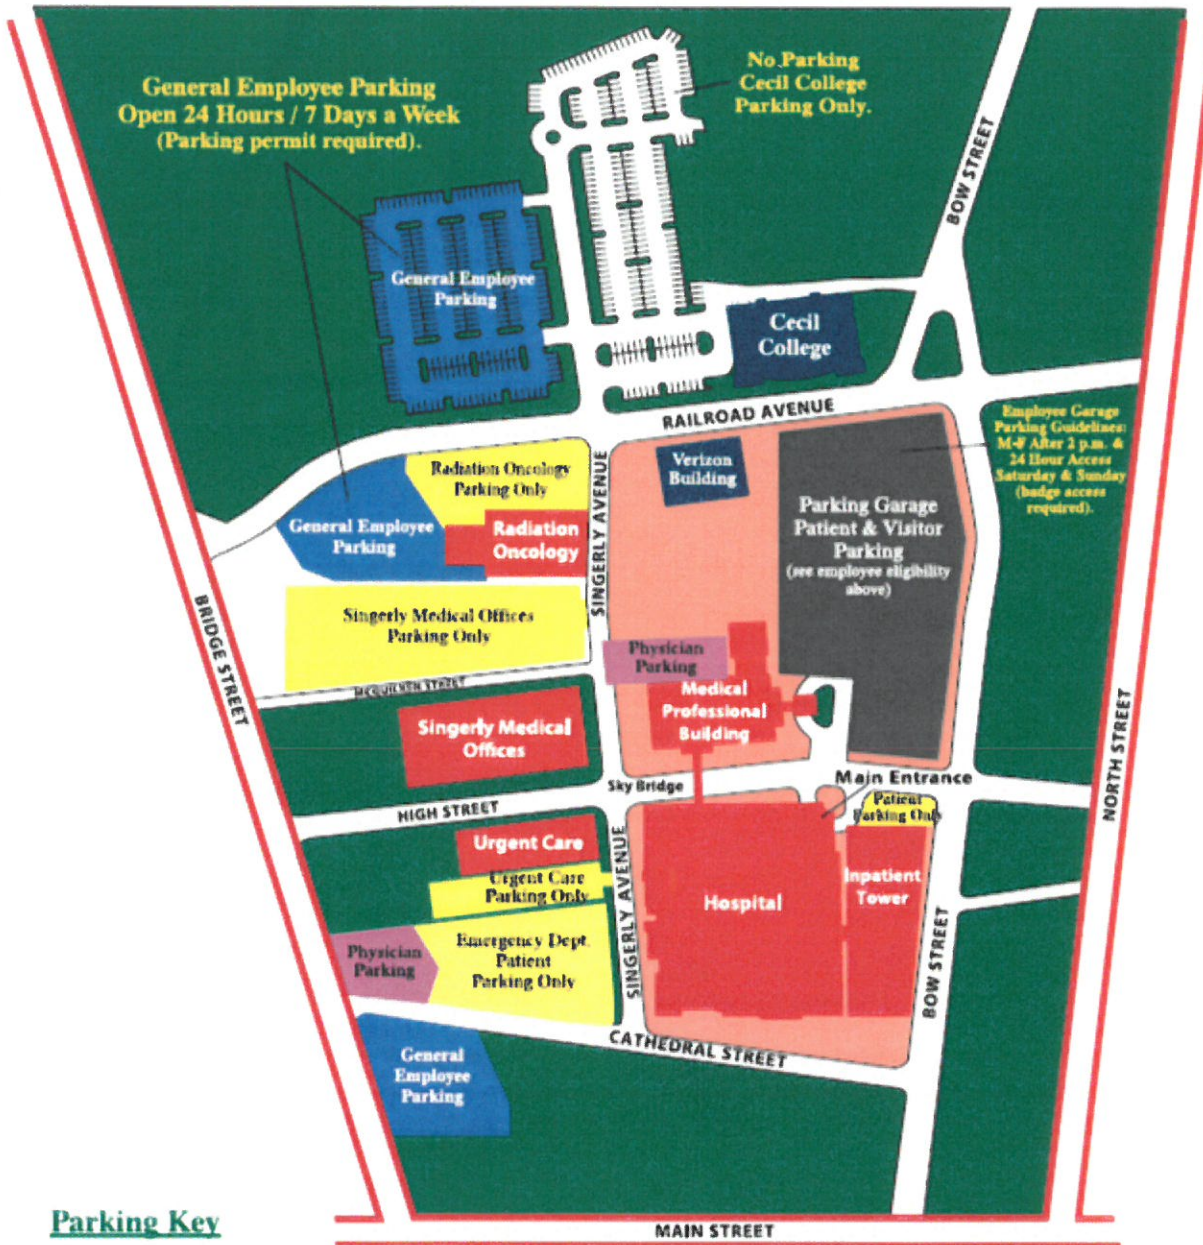 General Employee Parking
Open 24 Hours / 7 Days a Week
(Parking permit required).
No Parking
Cecil College
Parking Only.
BOW STREET
General Employee
Parking
Cecil
College
RAILROAD AVENUE
Employee Garage
Parking Guidelines:
M-F After 2 p.m. &
24 Hour Access
Saturday & Sunday
(badge access
required).
Radiation Oncology
Parking Only
Verizon
Building
General Employee
Parking
Radiation
Oncology
SINGERLY AVENUE
Parking Garage
Patient & Visitor
Parking
(see employee eligibility
above)
BRIDGE STREET
Singerly Medical Offices
Parking Only
Physician
Parking
MCQUILKEN STREET
Medical
Professional
Building
Singerly Medical
Offices
NORTH STREET
Sky Bridge
Main Entrance
HIGH STREET
Patient
Parking Only
Urgent Care
Urgent Care
Parking Only
SINGERLY AVENUE
Hospital
Inpatient
Tower
Physician
Parking
Emergency Dept.
Patient
Parking Only
BOW STREET
CATHEDRAL STREET
General
Employee
Parking
Parking Key
MAIN STREET